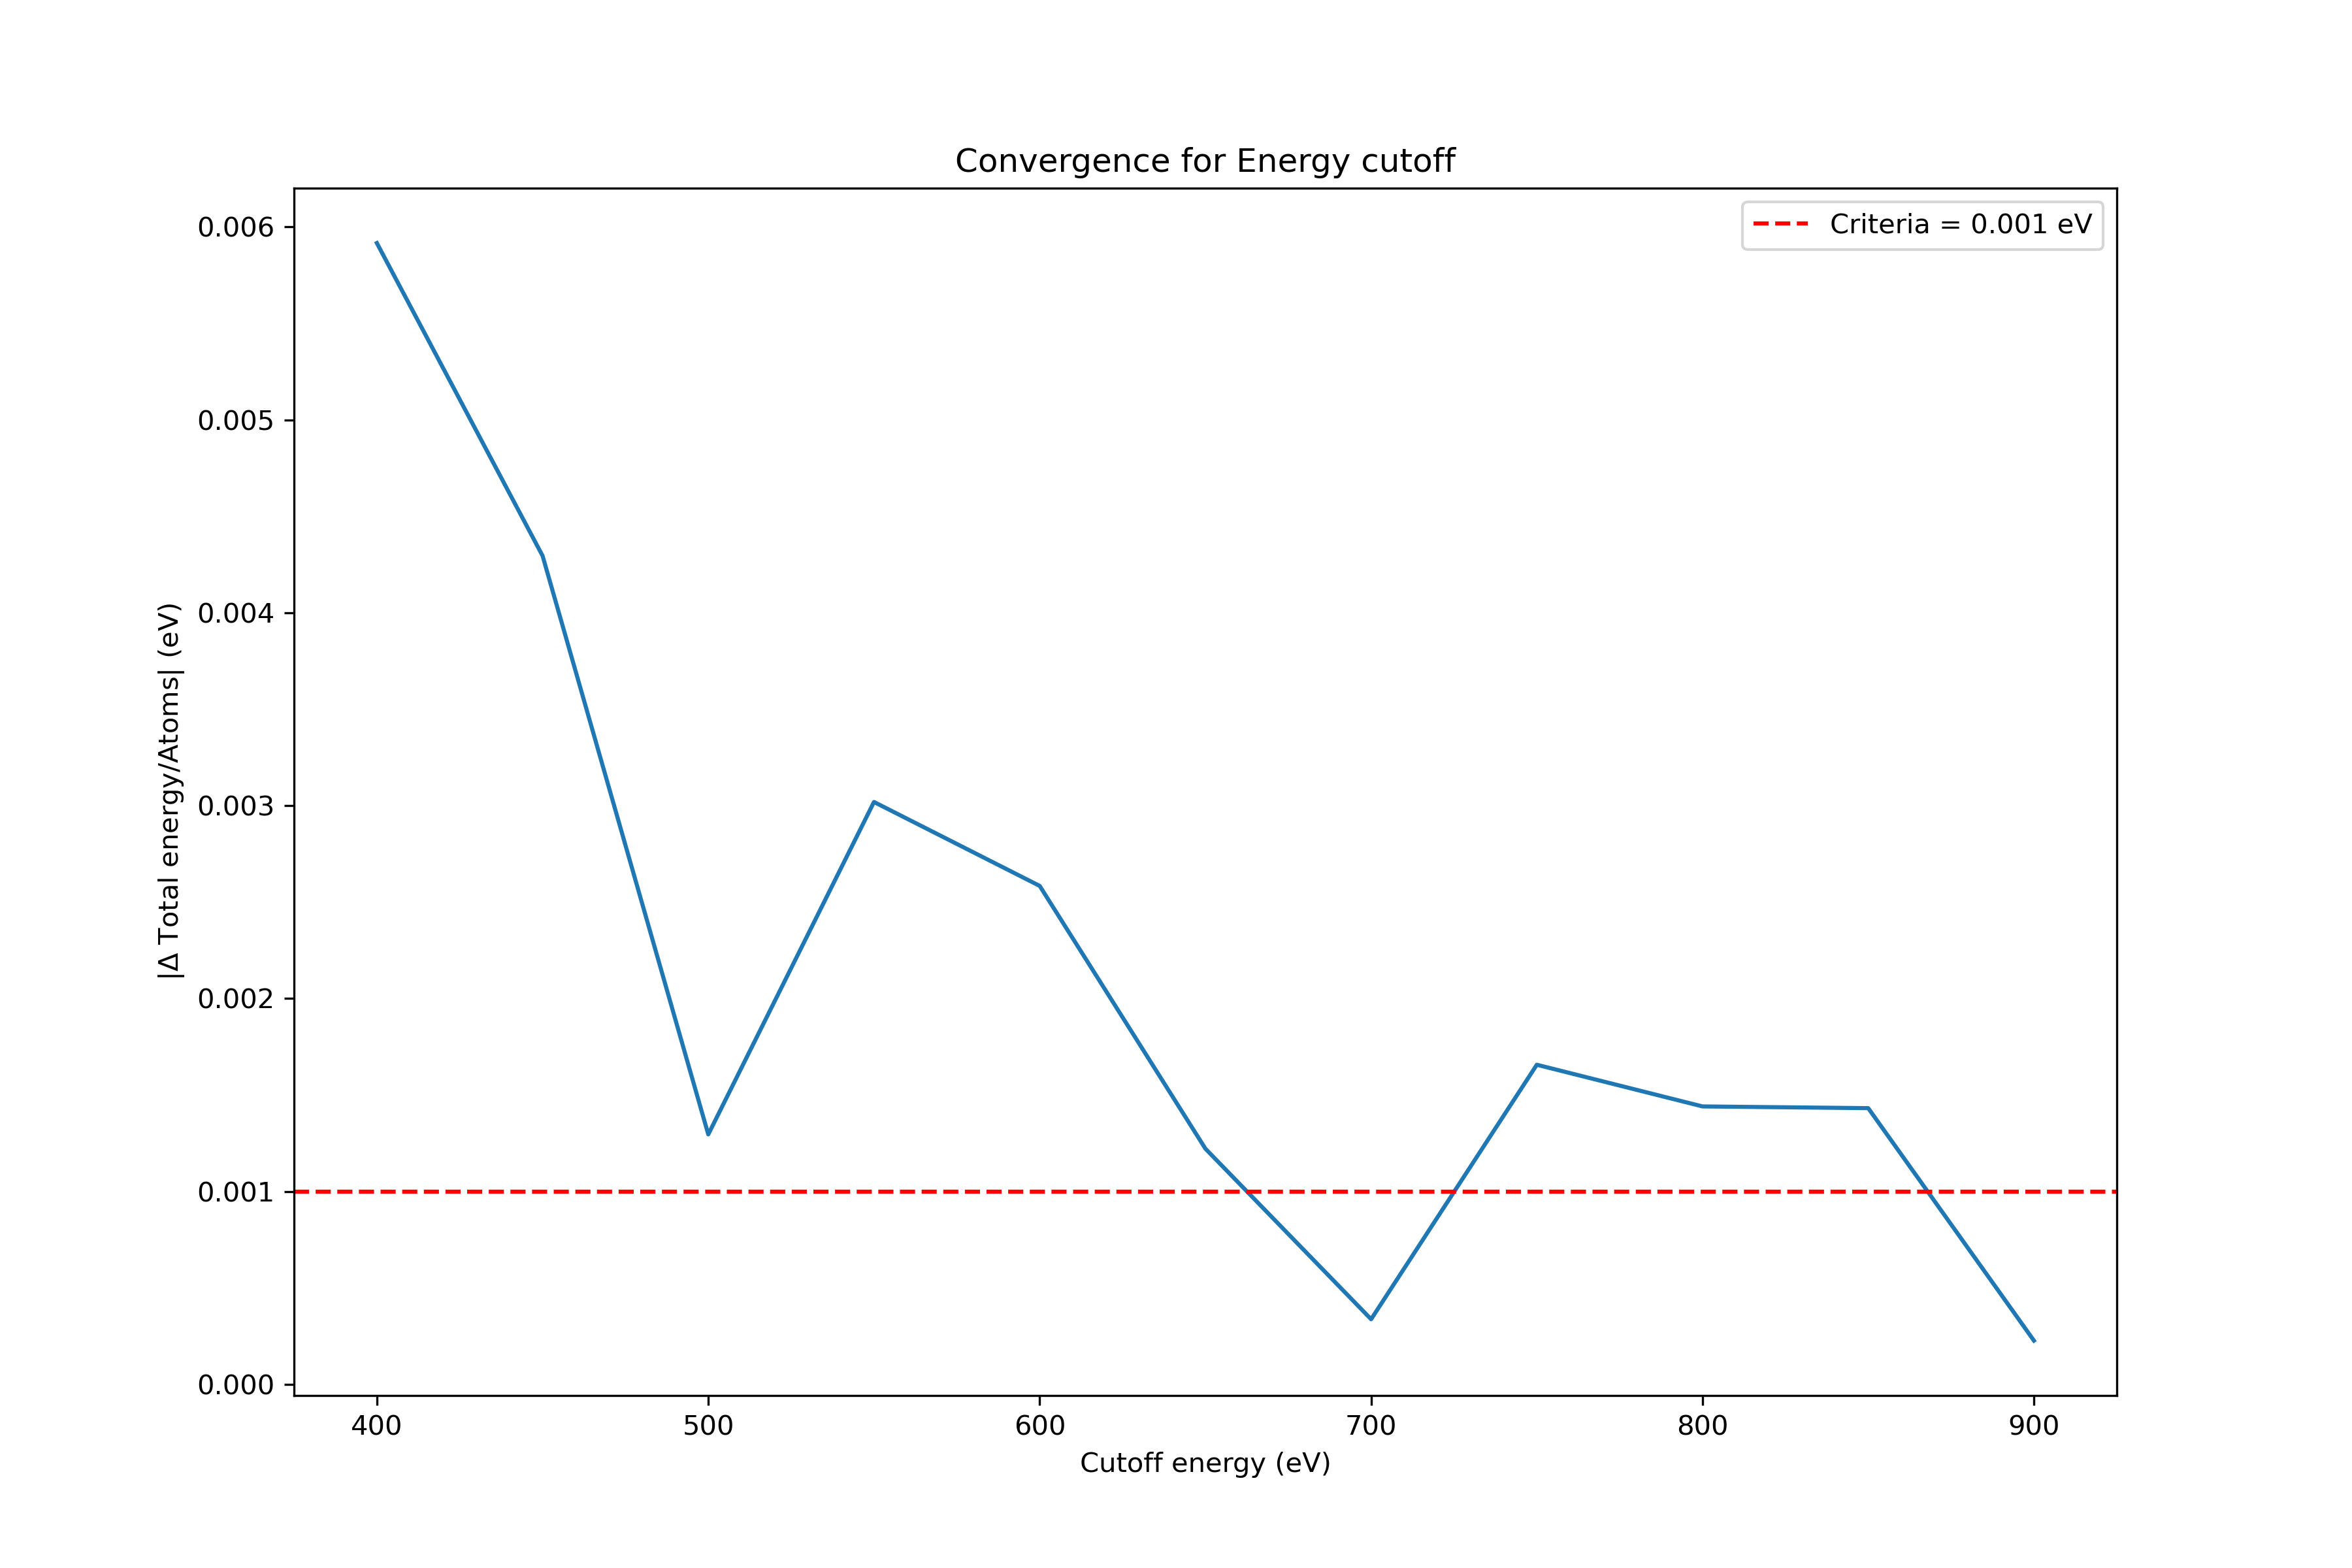 Convergence for Energy cutoff
Criteria = 0.001 eV
0.006
0.005
0.004
0.003
0.002
0.001
0.000
|Δ Total energy/Atoms| (eV)
400 500 600 700 800 900
Cutoff energy (eV)